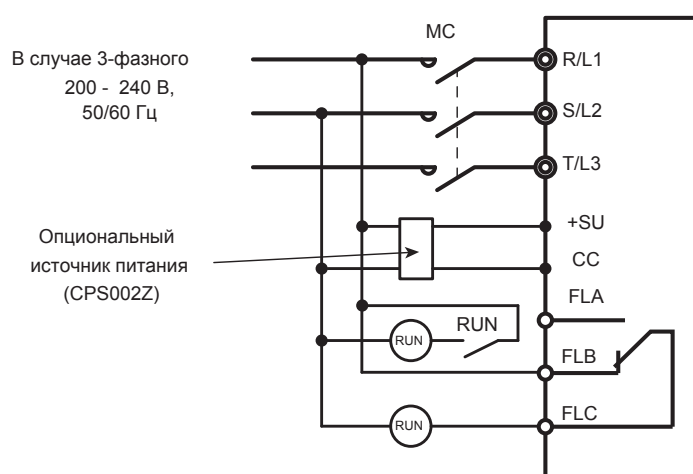 MC
В случае 3-фазного
200 - 240 В,
50/60 Гц
R/L1
S/L2
T/L3
+SU
CC
Опциональный
источник питания
(CPS002Z)
FLA
RUN
RUN
FLB
RUN
FLC